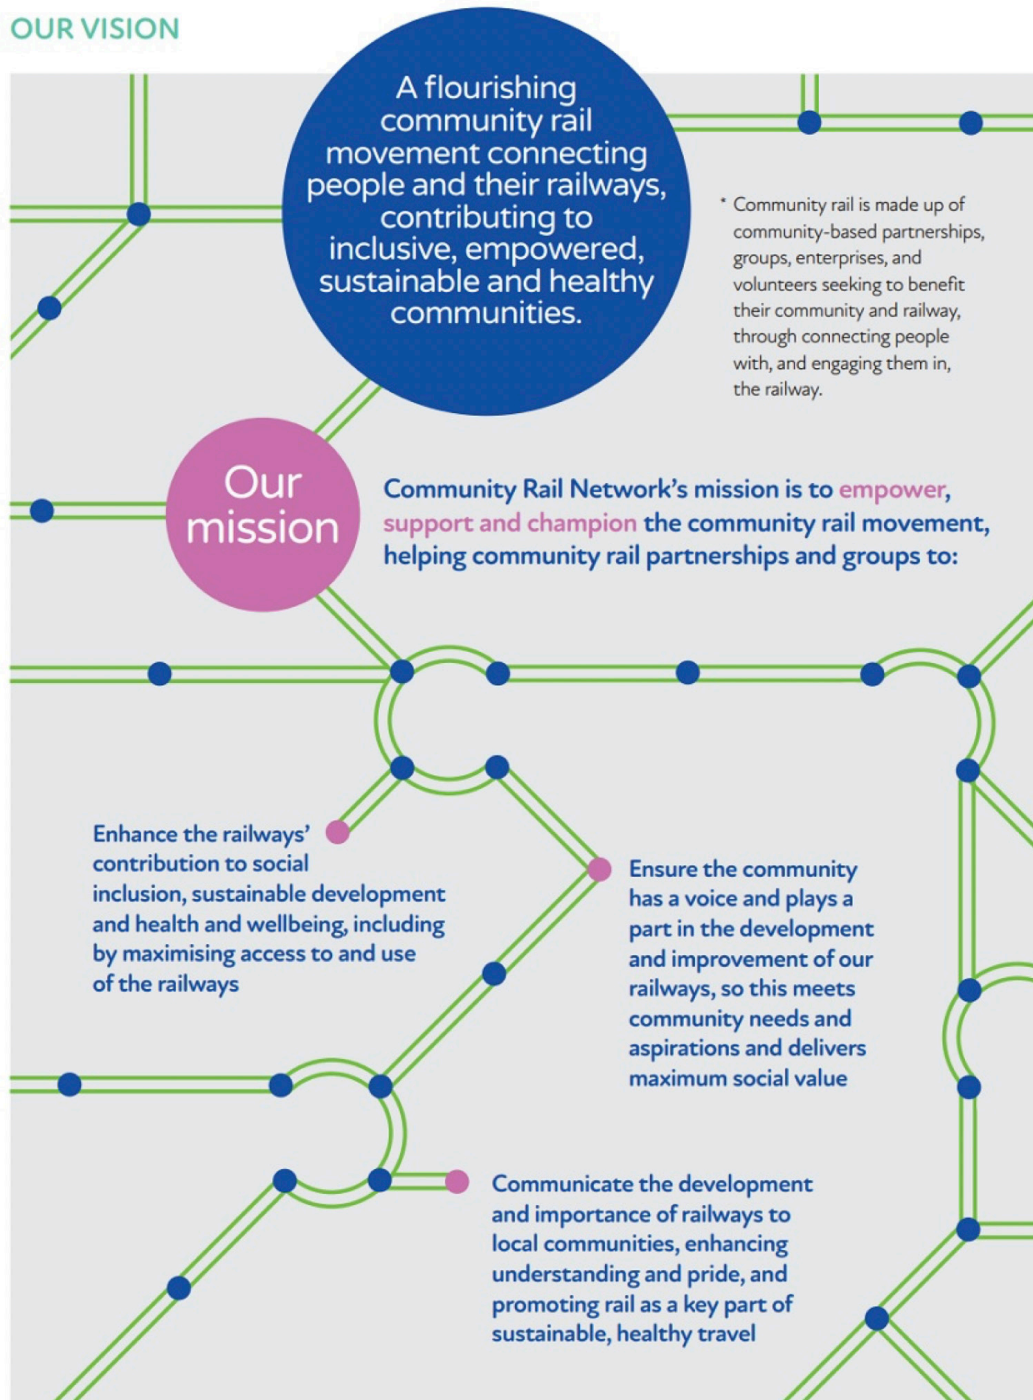 OUR VISION
A flourishing
community rail
movement connecting
people and their railways,
contributing to
inclusive, empowered,
sustainable and healthy
communities.
* Community rail is made up of
community-based partnerships,
groups, enterprises, and
volunteers seeking to benefit
their community and railway,
through connecting people
with, and engaging them in,
the railway.
Our
mission
Community Rail Network's mission is to empower,
support and champion the community rail movement,
helping community rail partnerships and groups to:
Enhance the railways'
contribution to social
inclusion, sustainable development
and health and wellbeing, including
by maximising access to and use
of the railways
Ensure the community
has a voice and plays a
part in the development
and improvement of our
railways, so this meets
community needs and
aspirations and delivers
maximum social value
Communicate the development
and importance of railways to
local communities, enhancing
understanding and pride, and
promoting rail as a key part of
sustainable, healthy travel